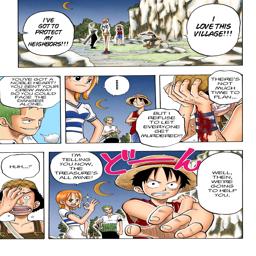 I
LOVE THIS
VILLAGE!!!
I'VE
GOT TO
PROTECT MY
NEIGHBORS!!!
THERE'S
NOT
MUCH
TIME TO
PLAN...
BUT I
REFUSE
TO LET
EVERYONE
GET
MURDERED!!
!
YOU'VE GOT A
NOBLE HEART!
YOU SENT YOUR
CREW AWAY
SO YOU COULD
FACE THE
DANGER
ALONE.
WELL,
THEN,
WE'RE
GOING TO
HELP
YOU.
どん
I'M
TELLING
YOU NOW,
THE
TREASURE'S
ALL MINE!
HUH...?